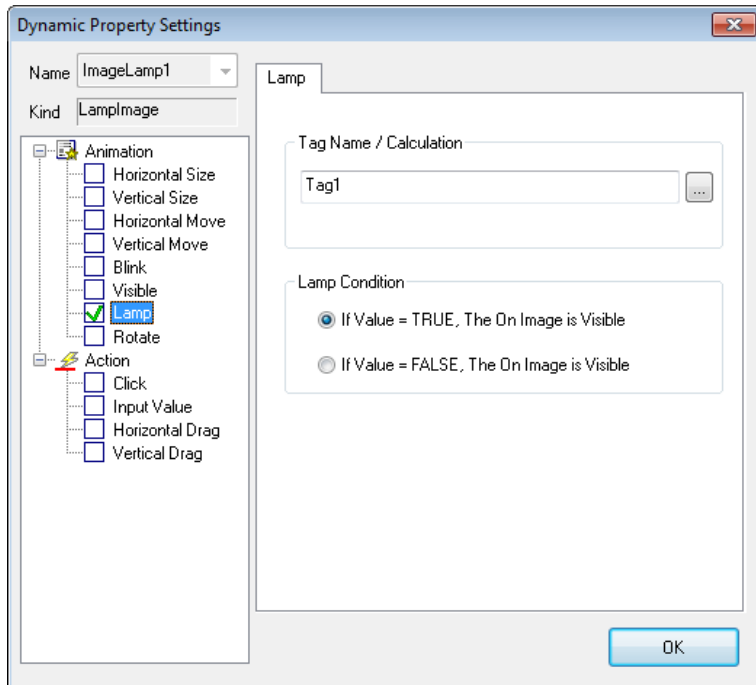 Dynamic Property Settings
Name ImageLamp1
Kind LampImage
Animation
Horizontal Size
Vertical Size
Horizontal Move
Vertical Move
Blink
Visible
Lamp
Rotate
Action
Click
Input Value
Horizontal Drag
Vertical Drag
Lamp
Tag Name / Calculation
Tag1
...
Lamp Condition
If Value = TRUE, The On Image is Visible
If Value = FALSE, The On Image is Visible
OK